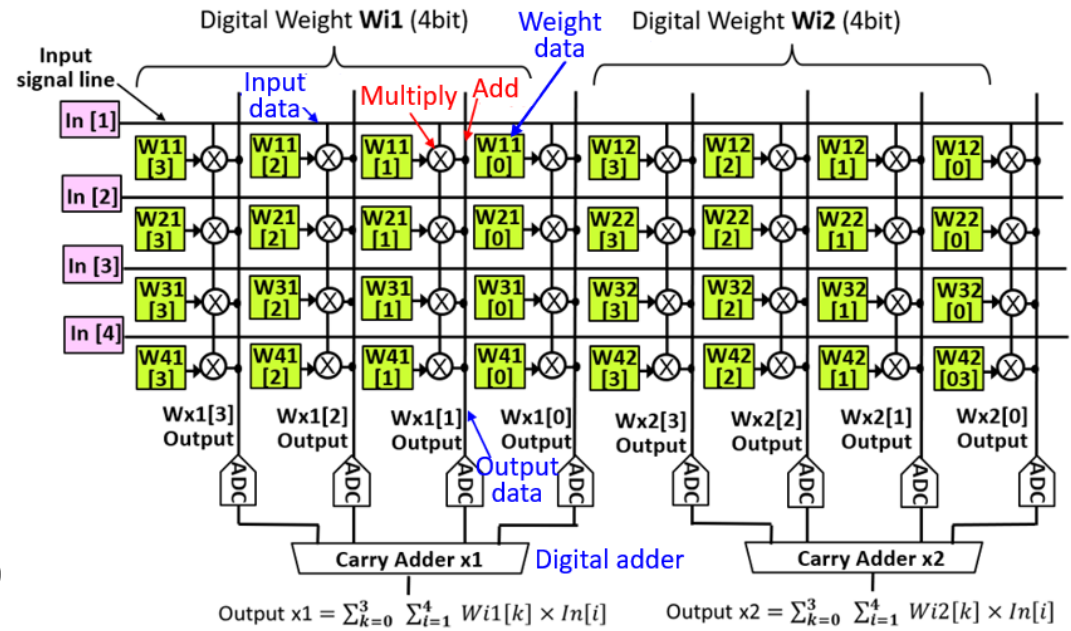 Digital Weight Wi1 (4bit)
Weight data
Digital Weight Wi2 (4bit)
Input signal line
Input data
Multiply
Add
In [1]
W11 [3]
W11 [2]
W11 [1]
W11 [0]
W12 [3]
W12 [2]
W12 [1]
W12 [0]
In [2]
W21 [3]
W21 [2]
W21 [1]
W21 [0]
W22 [3]
W22 [2]
W22 [1]
W22 [0]
In [3]
W31 [3]
W31 [2]
W31 [1]
W31 [0]
W32 [3]
W32 [2]
W32 [1]
W32 [0]
In [4]
W41 [3]
W41 [2]
W41 [1]
W41 [0]
W42 [3]
W42 [2]
W42 [1]
W42 [03]
Wx1[3] Output
Wx1[2] Output
Wx1[1] Output
Wx1[0] Output
Wx2[3] Output
Wx2[2] Output
Wx2[1] Output
Wx2[0] Output
ADC
ADC
ADC
Output data
ADC
ADC
ADC
ADC
ADC
Carry Adder x1
Digital adder
Carry Adder x2
Output x1 = ∑³ₖ₌₀ ∑⁴ᵢ₌₁ Wi1[k] × In[i]
Output x2 = ∑³ₖ₌₀ ∑⁴ᵢ₌₁ Wi2[k] × In[i]